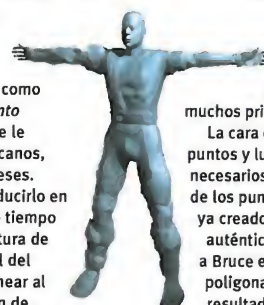 como
nto
e le
canos,
eses.
ducirlo en
tiempo
tura de
l del
near al
n de
muchos pri
La cara
puntos y lu
necesarios
de los pun
ya creado
auténtic
a Bruce e
poligona
resultad